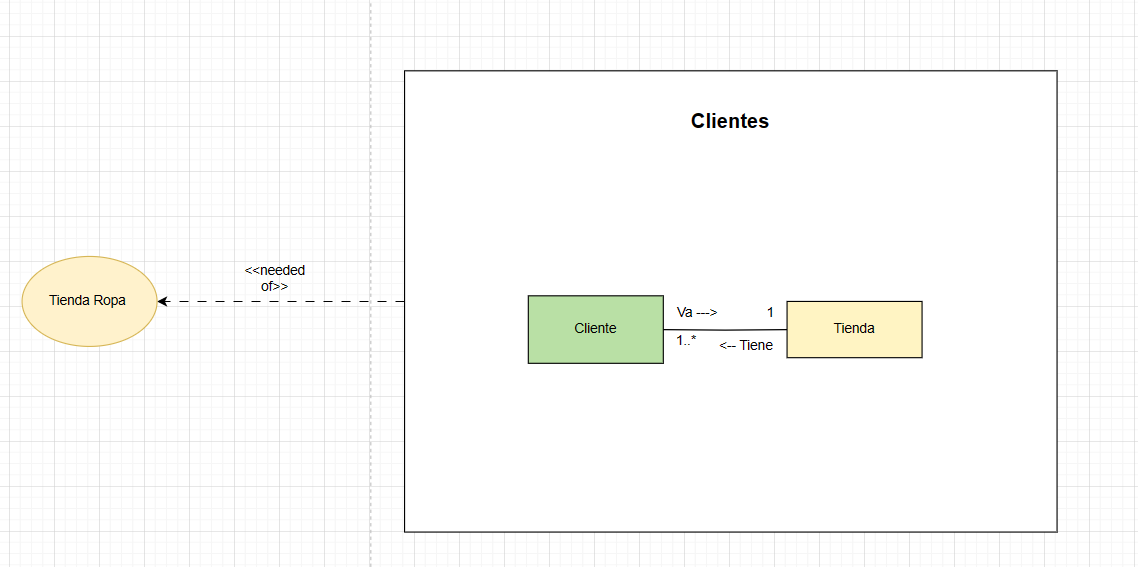 Clientes
<<needed
of>>
Tienda Ropa
Cliente
Va --->
1
1..*
<-- Tiene
Tienda